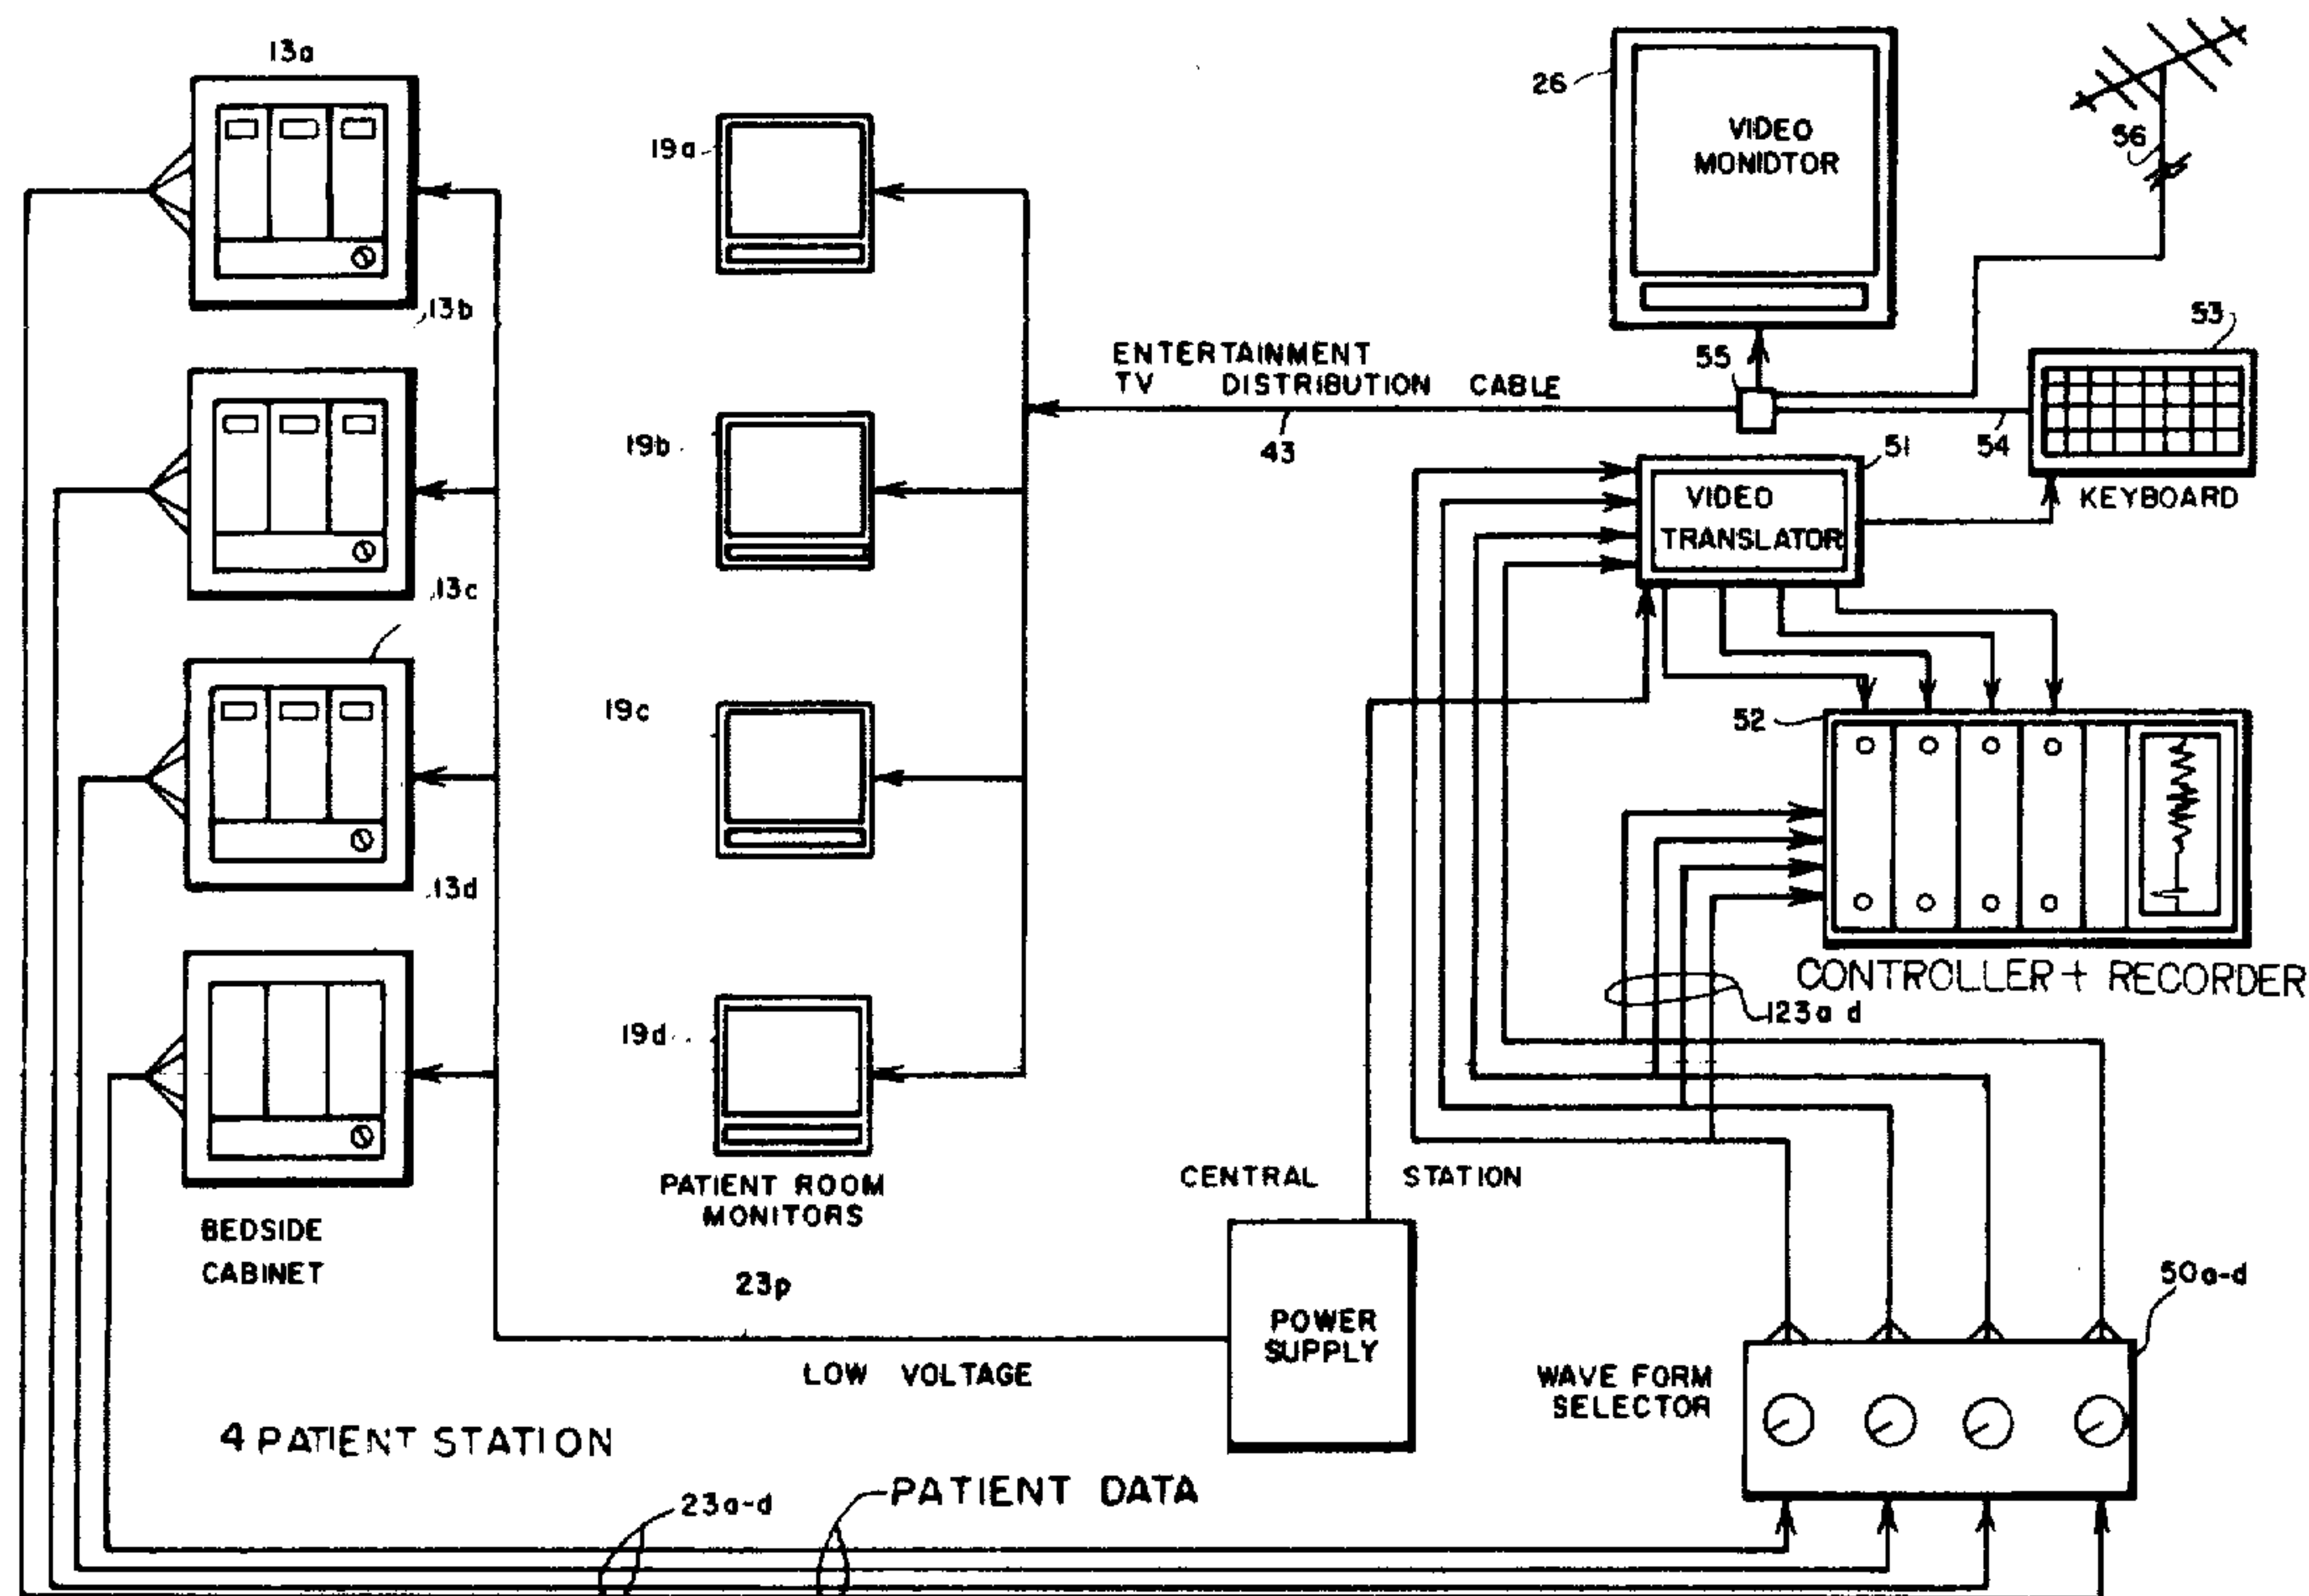 13a
26
VIDEO
MONIDTOR
56
19a
13b
53
ENTERTAINMENT
TV DISTRIBUTION CABLE
55
43
54
51
KEYBOARD
19b
VIDEO
TRANSLATOR
13c
19c
52
13d
CONTROLLER + RECORDER
123a d
19d
PATIENT ROOM
MONITORS
CENTRAL STATION
BEDSIDE
CABINET
23p
POWER
SUPPLY
50a-d
LOW VOLTAGE
WAVE FORM
SELECTOR
4 PATIENT STATION
23a-d
PATIENT DATA